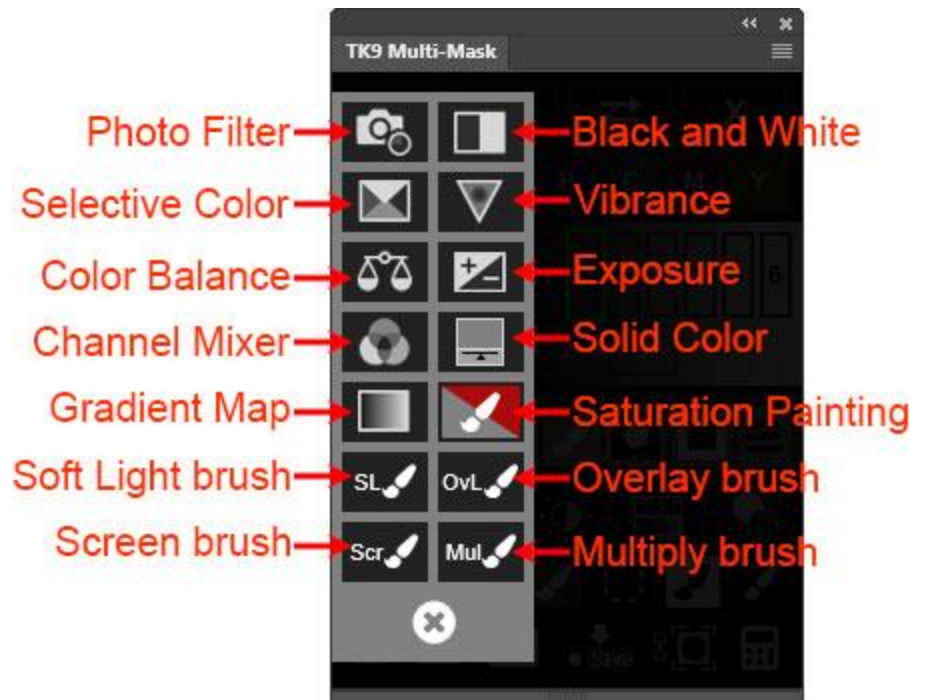 TK9 Multi-Mask
Photo Filter
Black and White
Selective Color
Vibrance
Color Balance
Exposure
Channel Mixer
Solid Color
Gradient Map
Saturation Painting
Soft Light brush
SL
OvL
Overlay brush
Screen brush
Scr
Mul
Multiply brush
Save